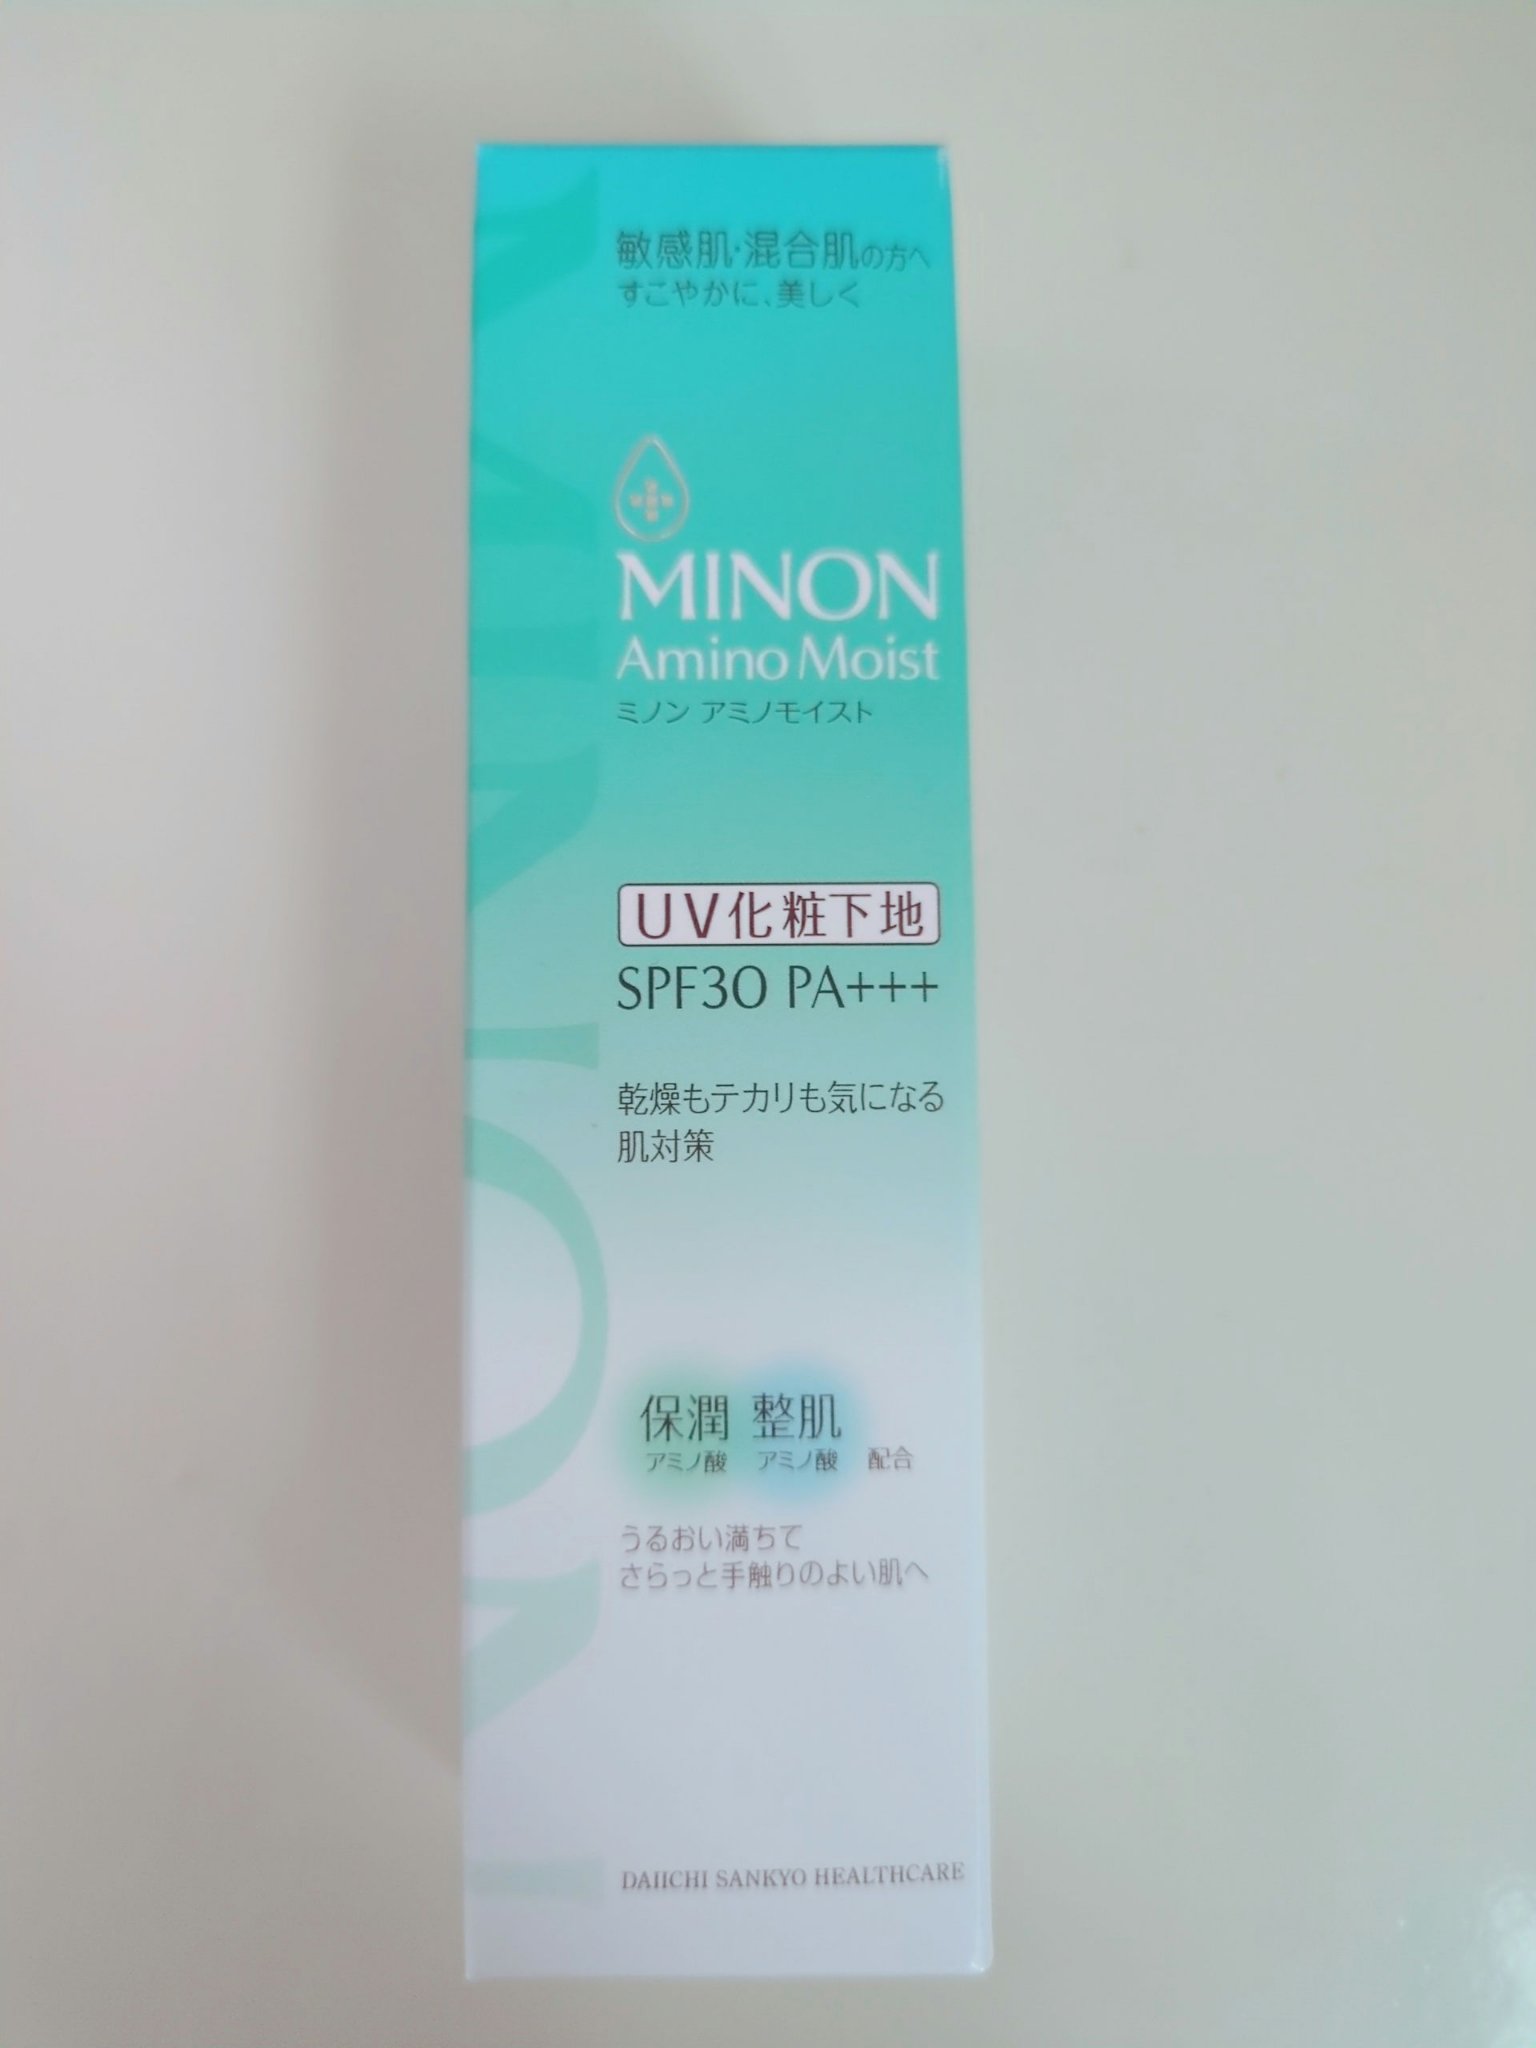 敏感肌・混合肌の方へ
すこやかに、美しく
MINON
Amino Moist
ミノン アミノモイスト
UV化粧下地
SPF30 PA+++
乾燥もテカリも気になる
肌対策
保潤 整肌
アミノ酸 アミノ酸 配合
うるおい満ちて
さらっと手触りのよい肌へ
DAIICHI SANKYO HEALTHCARE